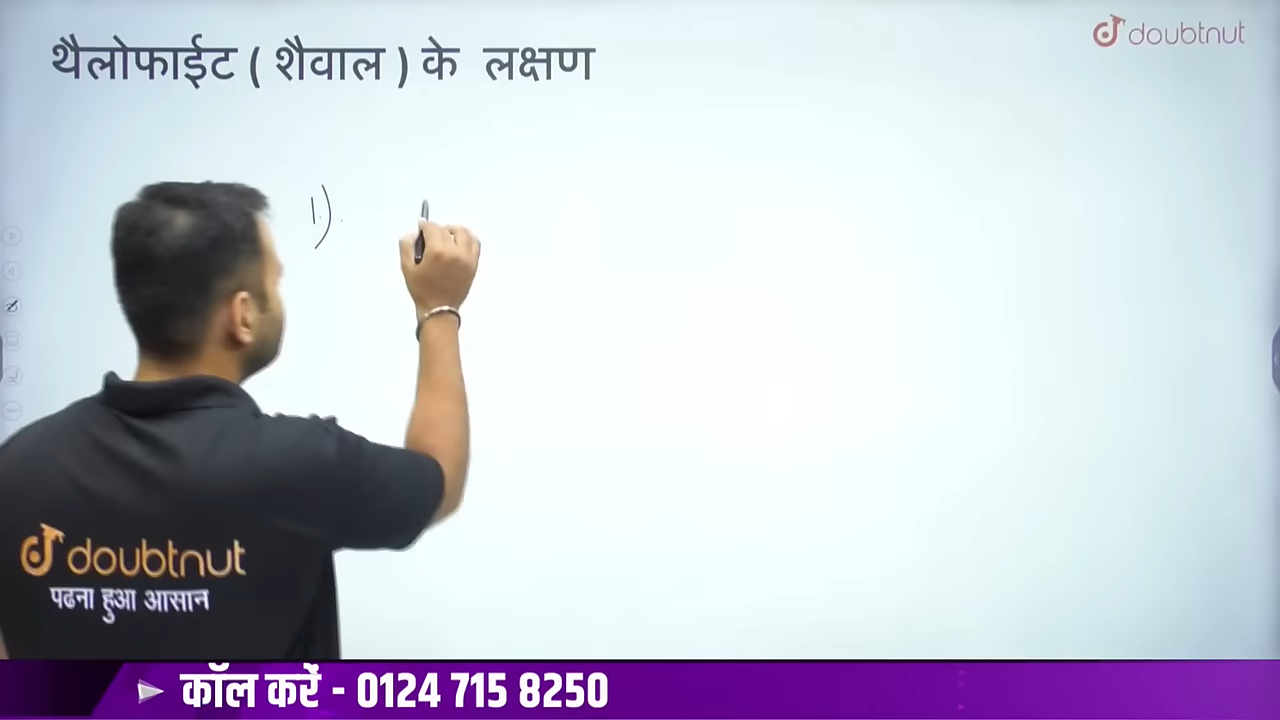 थैलोफाईट ( शैवाल ) के लक्षण
doubtnut
1).
doubtnut
पढना हुआ आसान
कॉल करें - 0124 715 8250